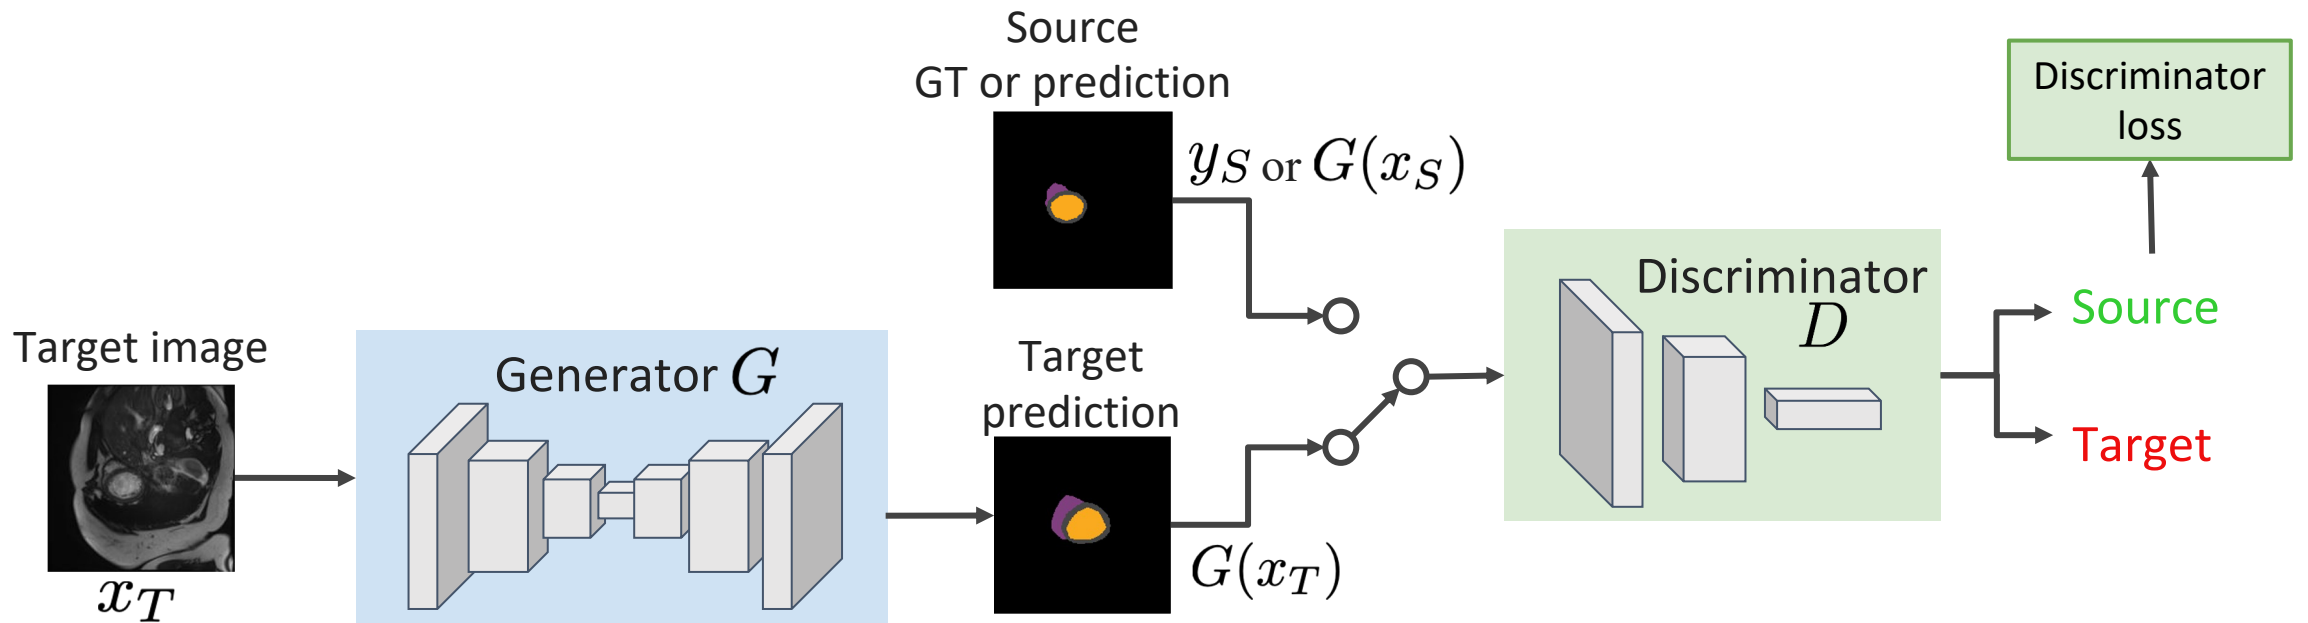 Source
GT or prediction
y_S or G(x_S)
Discriminator
loss
Target image
x_T
Generator G
Target
prediction
G(x_T)
Discriminator
D
Source
Target